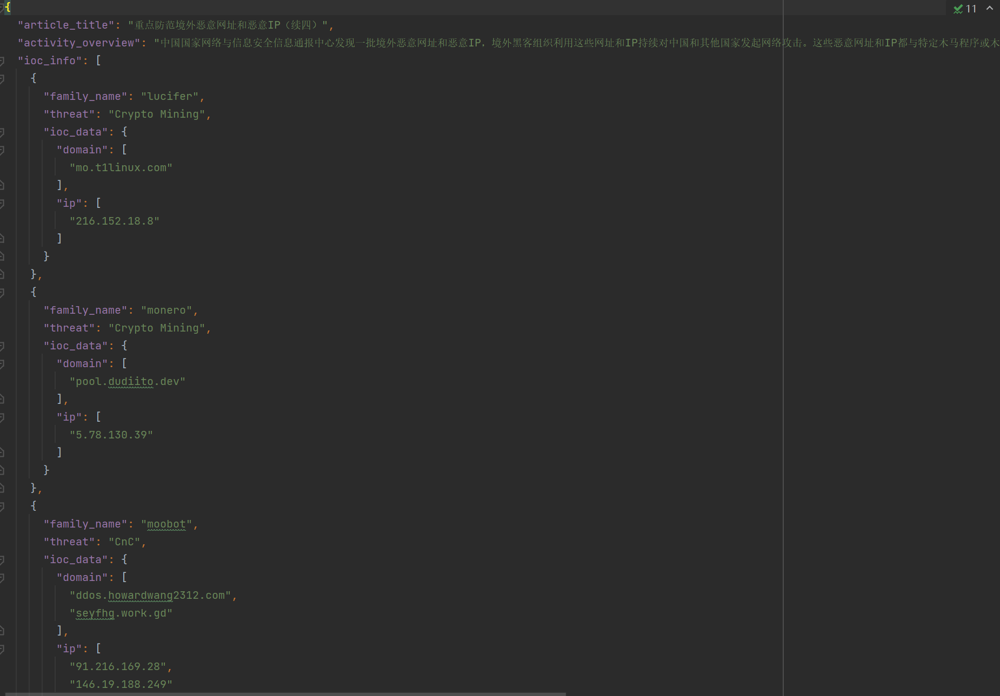 {
"article_title": "重点防范境外恶意网址和恶意IP（续四）",
"activity_overview": "中国国家网络与信息安全信息通报中心发现一批境外恶意网址和恶意IP，境外黑客组织利用这些网址和IP持续对中国和其他国家发起网络攻击。这些恶意网址和IP都与特定木马程序或木
"ioc_info": [
{
"family_name": "lucifer",
"threat": "Crypto Mining",
"ioc_data": {
"domain": [
"mo.t1linux.com"
],
"ip": [
"216.152.18.8"
]
}
},
{
"family_name": "monero",
"threat": "Crypto Mining",
"ioc_data": {
"domain": [
"pool.dudiito.dev"
],
"ip": [
"5.78.130.39"
]
}
},
{
"family_name": "moobot",
"threat": "CnC",
"ioc_data": {
"domain": [
"ddos.howardwang2312.com",
"seyfhg.work.gd"
],
"ip": [
"91.216.169.28",
"146.19.188.249"
11